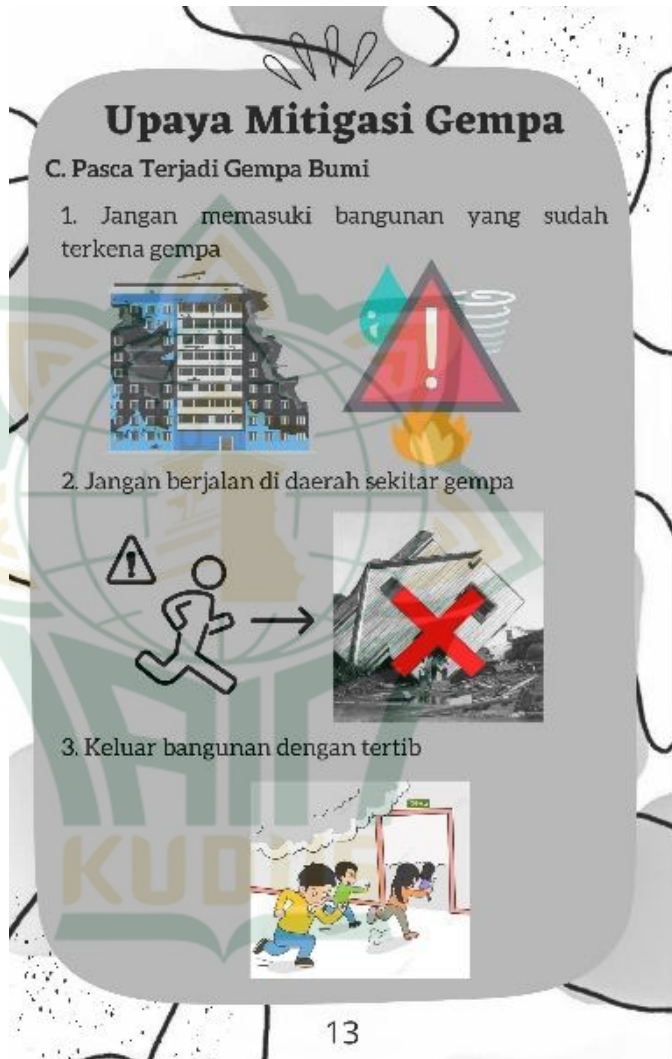 Upaya Mitigasi Gempa
C. Pasca Terjadi Gempa Bumi
1. Jangan memasuki bangunan yang sudah
terkena gempa
2. Jangan berjalan di daerah sekitar gempa
3. Keluar bangunan dengan tertib
KUDUS
13